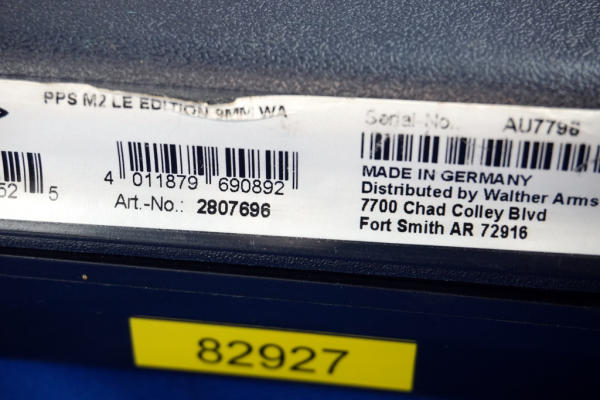 PPS M2 LE EDITION 9MM WA
52 5
4 011879 690892
Art.-No.: 2807696
Serial-No.: AU7796
MADE IN GERMANY
Distributed by Walther Arms
7700 Chad Colley Blvd
Fort Smith AR 72916
82927